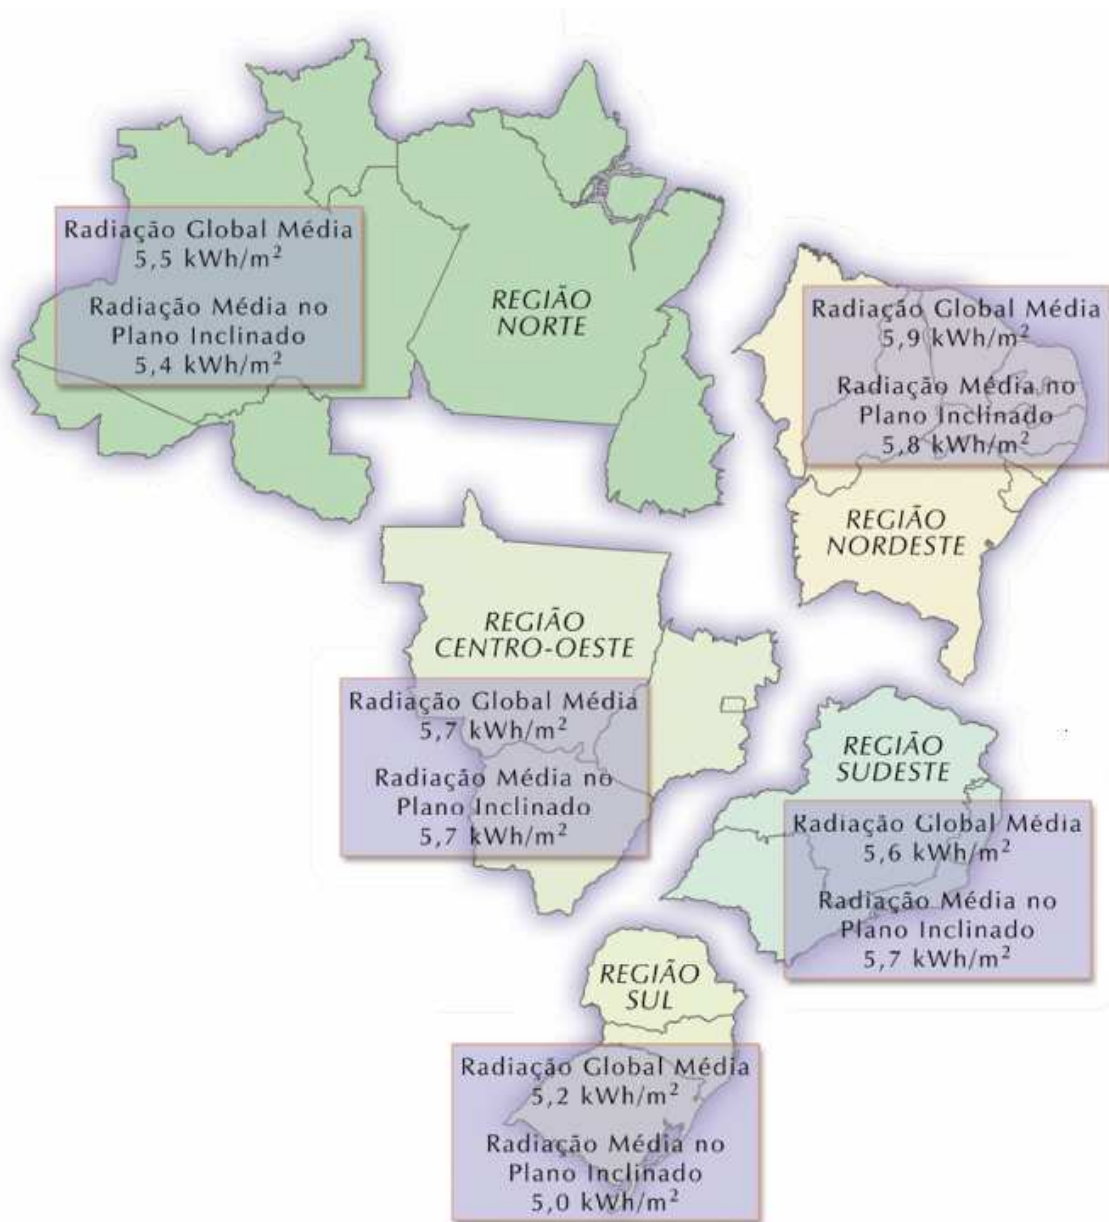 Radiação Global Média
5,5 kWh/m²
Radiação Média no
Plano Inclinado
5,4 kWh/m²
REGIÃO
NORTE
Radiação Global Média
5,9 kWh/m²
Radiação Média no
Plano Inclinado
5,8 kWh/m²
REGIÃO
NORDESTE
REGIÃO
CENTRO-OESTE
Radiação Global Média
5,7 kWh/m²
Radiação Média no
Plano Inclinado
5,7 kWh/m²
REGIÃO
SUDESTE
Radiação Global Média
5,6 kWh/m²
Radiação Média no
Plano Inclinado
5,7 kWh/m²
REGIÃO
SUL
Radiação Global Média
5,2 kWh/m²
Radiação Média no
Plano Inclinado
5,0 kWh/m²